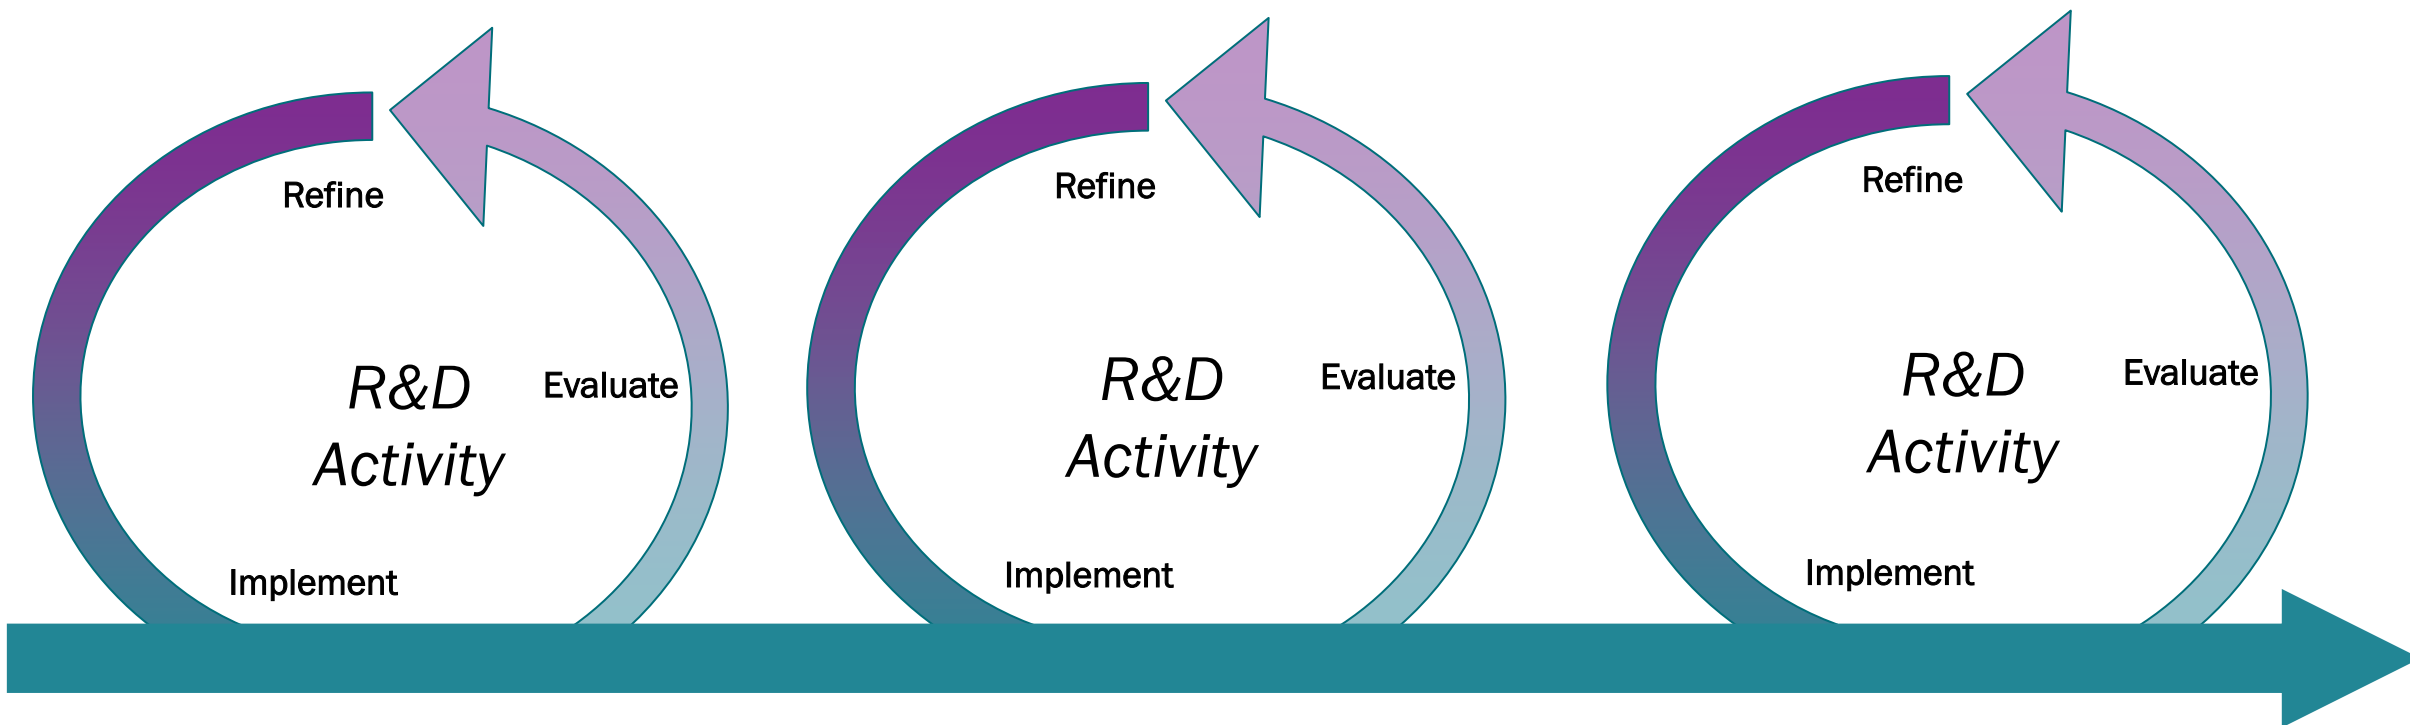 Refine
R&D
Activity
Evaluate
Implement
Refine
R&D
Activity
Evaluate
Implement
Refine
R&D
Activity
Evaluate
Implement